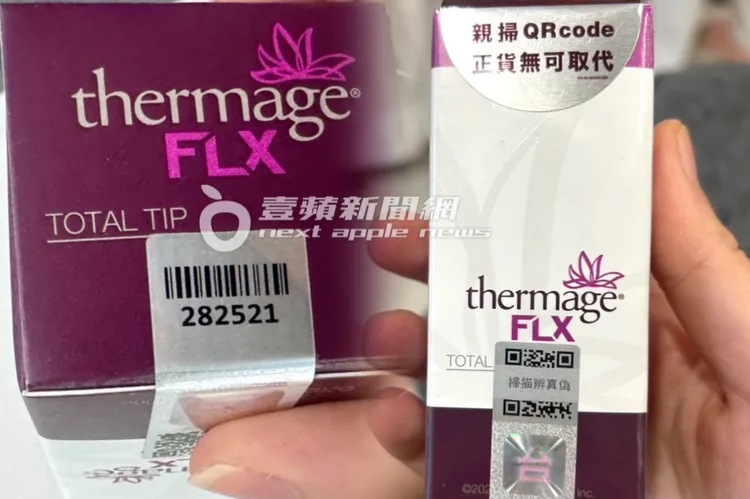 thermage®
FLX
TOTAL TIP
282521
壹蘋新聞網
next apple news
親掃QRcode
正貨無可取代
thermage®
FLX
TOTAL
掃描辨真偽
台
Inc.